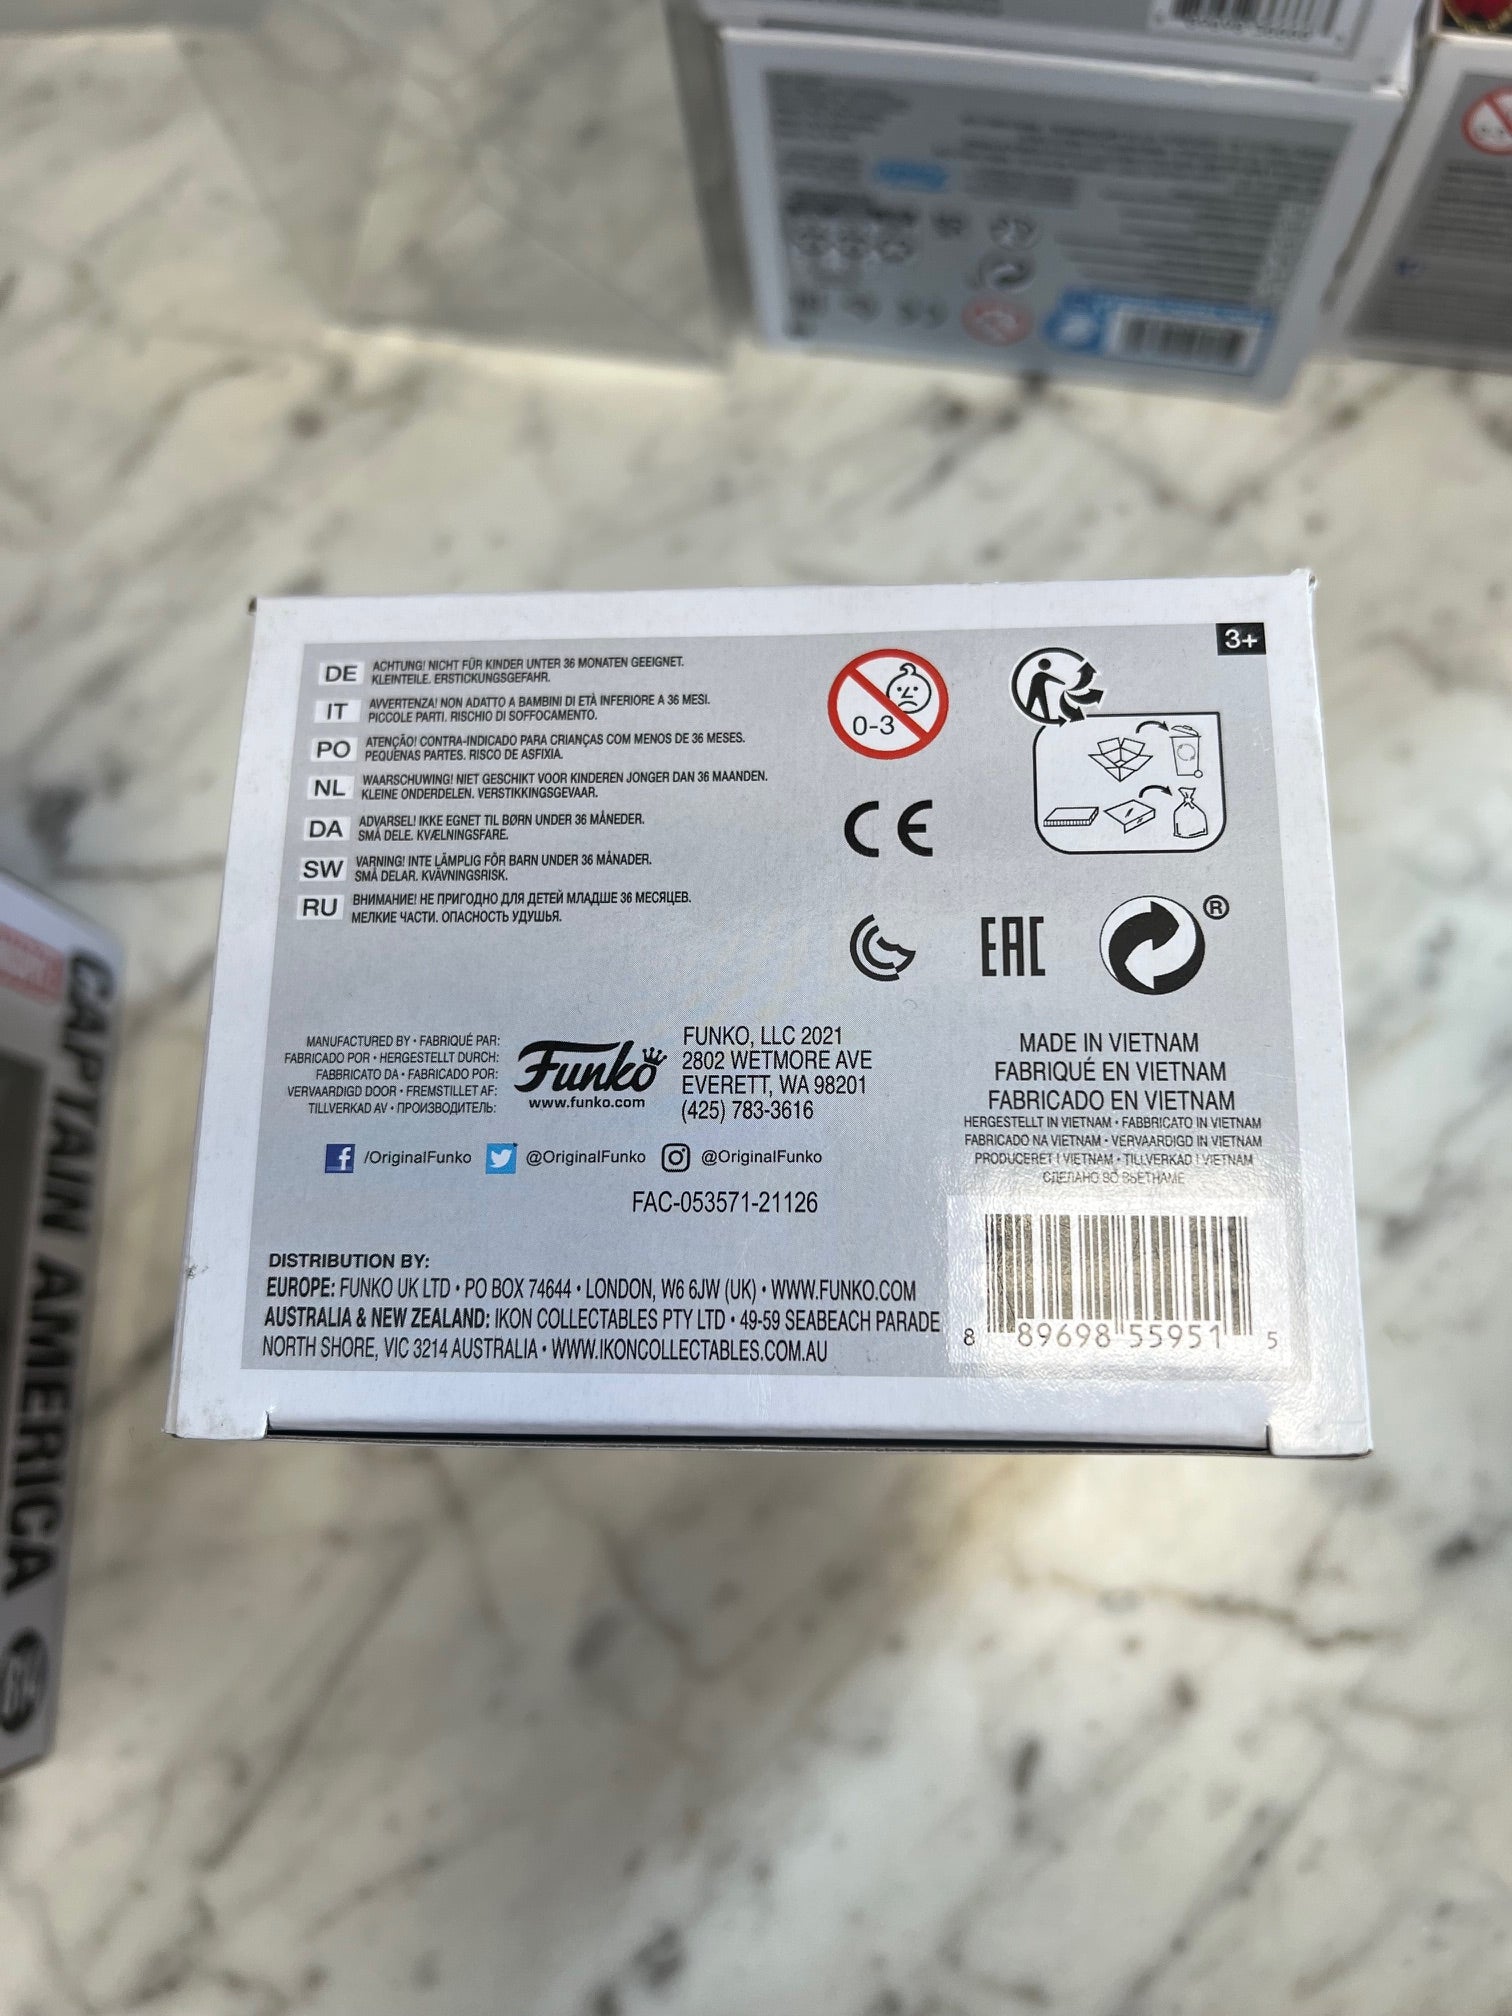 3+
DE
ACHTUNG! NICHT FÜR KINDER UNTER 36 MONATEN GEEIGNET.
KLEINTEILE. ERSTICKUNGSGEFAHR.
IT
AVVERTENZA! NON ADATTO A BAMBINI DI ETÀ INFERIORE A 36 MESI.
PICCOLE PARTI. RISCHIO DI SOFFOCAMENTO.
PO
ATENÇÃO! CONTRA-INDICADO PARA CRIANÇAS COM MENOS DE 36 MESES.
PEQUENAS PARTES. RISCO DE ASFIXIA.
NL
WAARSCHUWING! NIET GESCHIKT VOOR KINDEREN JONGER DAN 36 MAANDEN.
KLEINE ONDERDELEN. VERSTIKKINGSGEVAAR.
DA
ADVARSEL! IKKE EGNET TIL BØRN UNDER 36 MÅNEDER.
SMÅ DELE. KVÆLNINGSFARE.
SW
VARNING! INTE LÄMPLIG FÖR BARN UNDER 36 MÅNADER.
SMÅ DELAR. KVÄVNINGSRISK.
RU
ВНИМАНИЕ! НЕ ПРИГОДНО ДЛЯ ДЕТЕЙ МЛАДШЕ 36 МЕСЯЦЕВ.
МЕЛКИЕ ЧАСТИ. ОПАСНОСТЬ УДУШЬЯ.
0-3
CE
EAC
®
MANUFACTURED BY • FABRIQUÉ PAR:
FABRICADO POR • HERGESTELLT DURCH:
FABBRICATO DA • FABRICADO POR:
VERVAARDIGD DOOR • FREMSTILLET AF:
TILLVERKAD AV • ПРОИЗВОДИТЕЛЬ:
Funko
www.funko.com
FUNKO, LLC 2021
2802 WETMORE AVE
EVERETT, WA 98201
(425) 783-3616
MADE IN VIETNAM
FABRIQUÉ EN VIETNAM
FABRICADO EN VIETNAM
HERGESTELLT IN VIETNAM • FABBRICATO IN VIETNAM
FABRICADO NA VIETNAM • VERVAARDIGD IN VIETNAM
PRODUCERET I VIETNAM • TILLVERKAD I VIETNAM
СДЕЛАНО ВО ВЬЕТНАМЕ
/OriginalFunko @OriginalFunko @OriginalFunko
FAC-053571-21126
DISTRIBUTION BY:
EUROPE: FUNKO UK LTD • PO BOX 74644 • LONDON, W6 6JW (UK) • WWW.FUNKO.COM
AUSTRALIA & NEW ZEALAND: IKON COLLECTABLES PTY LTD • 49-59 SEABEACH PARADE
NORTH SHORE, VIC 3214 AUSTRALIA • WWW.IKONCOLLECTABLES.COM.AU
8 89698 55951 5
CAPTAIN AMERICA